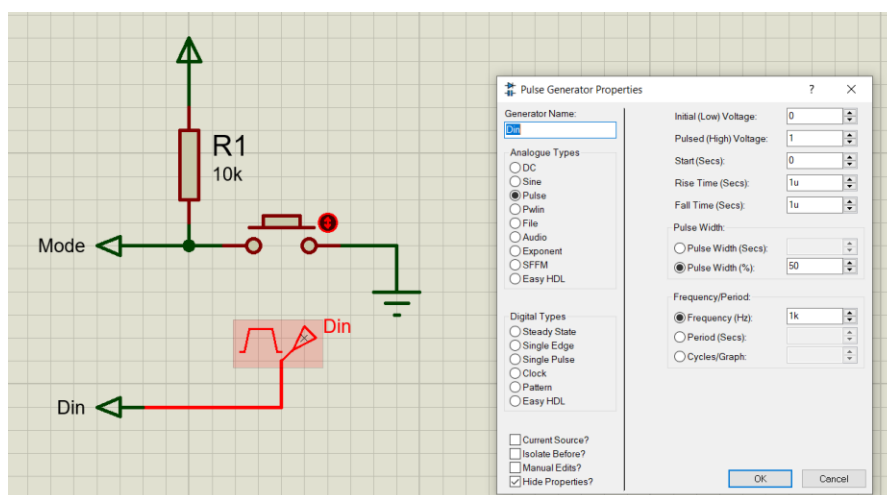 R1
10k
Mode
Din
Din
Pulse Generator Properties
? ×
Generator Name:
Din
Analogue Types
DC
Sine
Pulse
Pwlin
File
Audio
Exponent
SFFM
Easy HDL
Digital Types
Steady State
Single Edge
Single Pulse
Clock
Pattern
Easy HDL
Current Source?
Isolate Before?
Manual Edits?
Hide Properties?
Initial (Low) Voltage: 0
Pulsed (High) Voltage: 1
Start (Secs): 0
Rise Time (Secs): 1u
Fall Time (Secs): 1u
Pulse Width:
Pulse Width (Secs):
Pulse Width (%): 50
Frequency/Period:
Frequency (Hz): 1k
Period (Secs):
Cycles/Graph:
OK Cancel